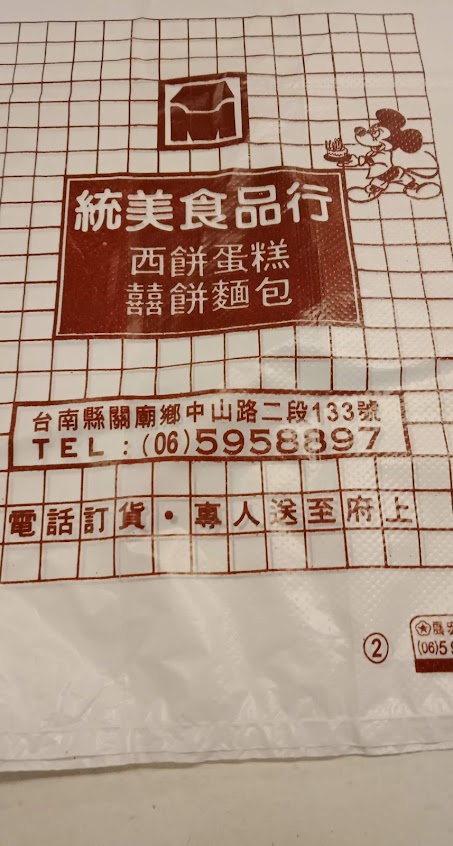 統美食品行
西餅蛋糕
囍餅麵包
台南縣關廟鄉中山路二段133號
TEL:(06)5958897
電話訂貨・專人送至府上
②
(06)5